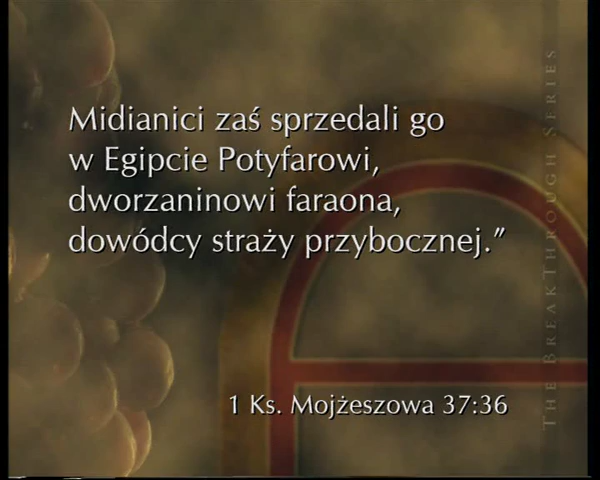 Midianici zaś sprzedali go
w Egipcie Potyfarowi,
dworzaninowi faraona,
dowódcy straży przybocznej.”
1 Ks. Mojżeszowa 37:36
THE BREAKTHROUGH SERIES